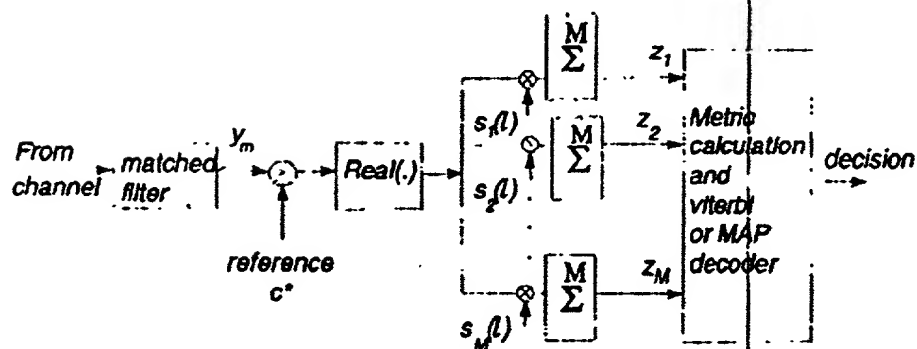 From
channel
matched
filter
y_m
reference
c*
Real(.)
s_1(l)
s_2(l)
s_M(l)
M
Σ
M
Σ
M
Σ
z_1
z_2
z_M
Metric
calculation
and
viterbi
or MAP
decoder
decision